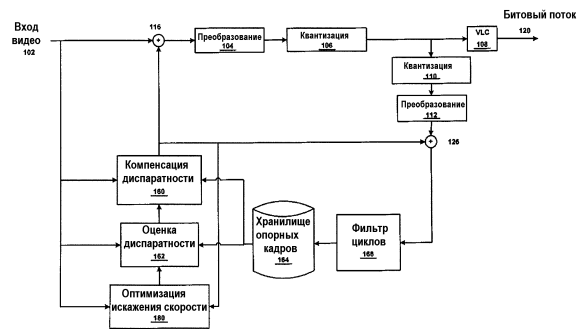 Вход
видео
102
116
Преобразование
104
Квантизация
106
VLC
108
Битовый поток
120
Квантизация
110
Преобразование
112
126
Компенсация
диспаратности
160
Оценка
диспаратности
162
Оптимизация
искажения скорости
180
Хранилище
опорных
кадров
164
Фильтр
циклов
168